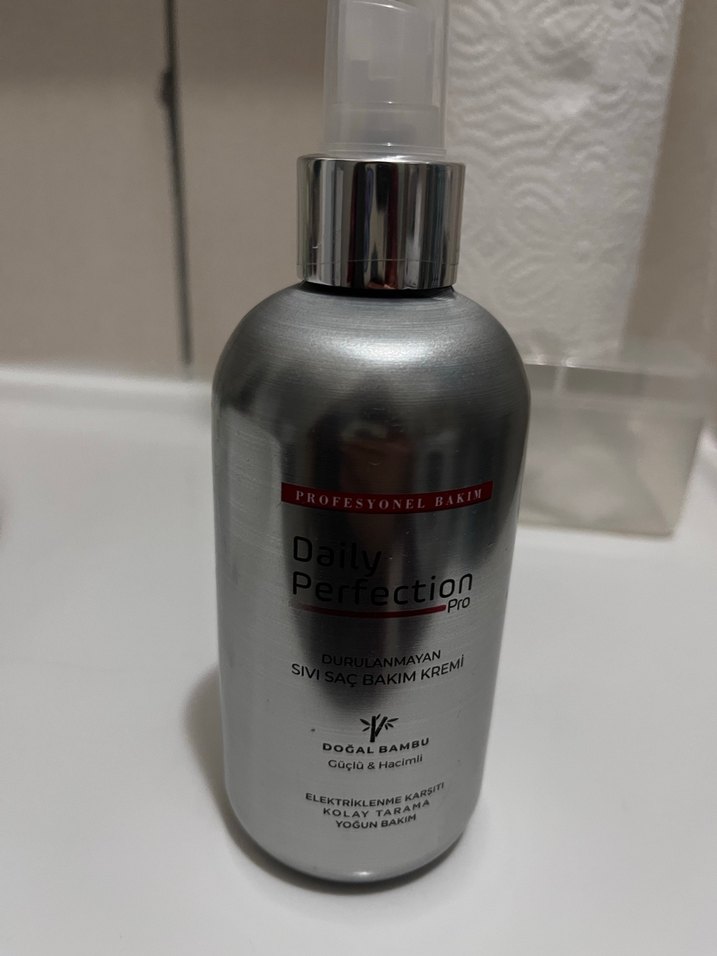 PROFESYONEL BAKIM
Daily
Perfection
Pro
DURULANMAYAN
SIVI SAÇ BAKIM KREMİ
DOĞAL BAMBU
Güçlü & Hacimli
ELEKTRİKLENME KARŞITI
KOLAY TARAMA
YOĞUN BAKIM